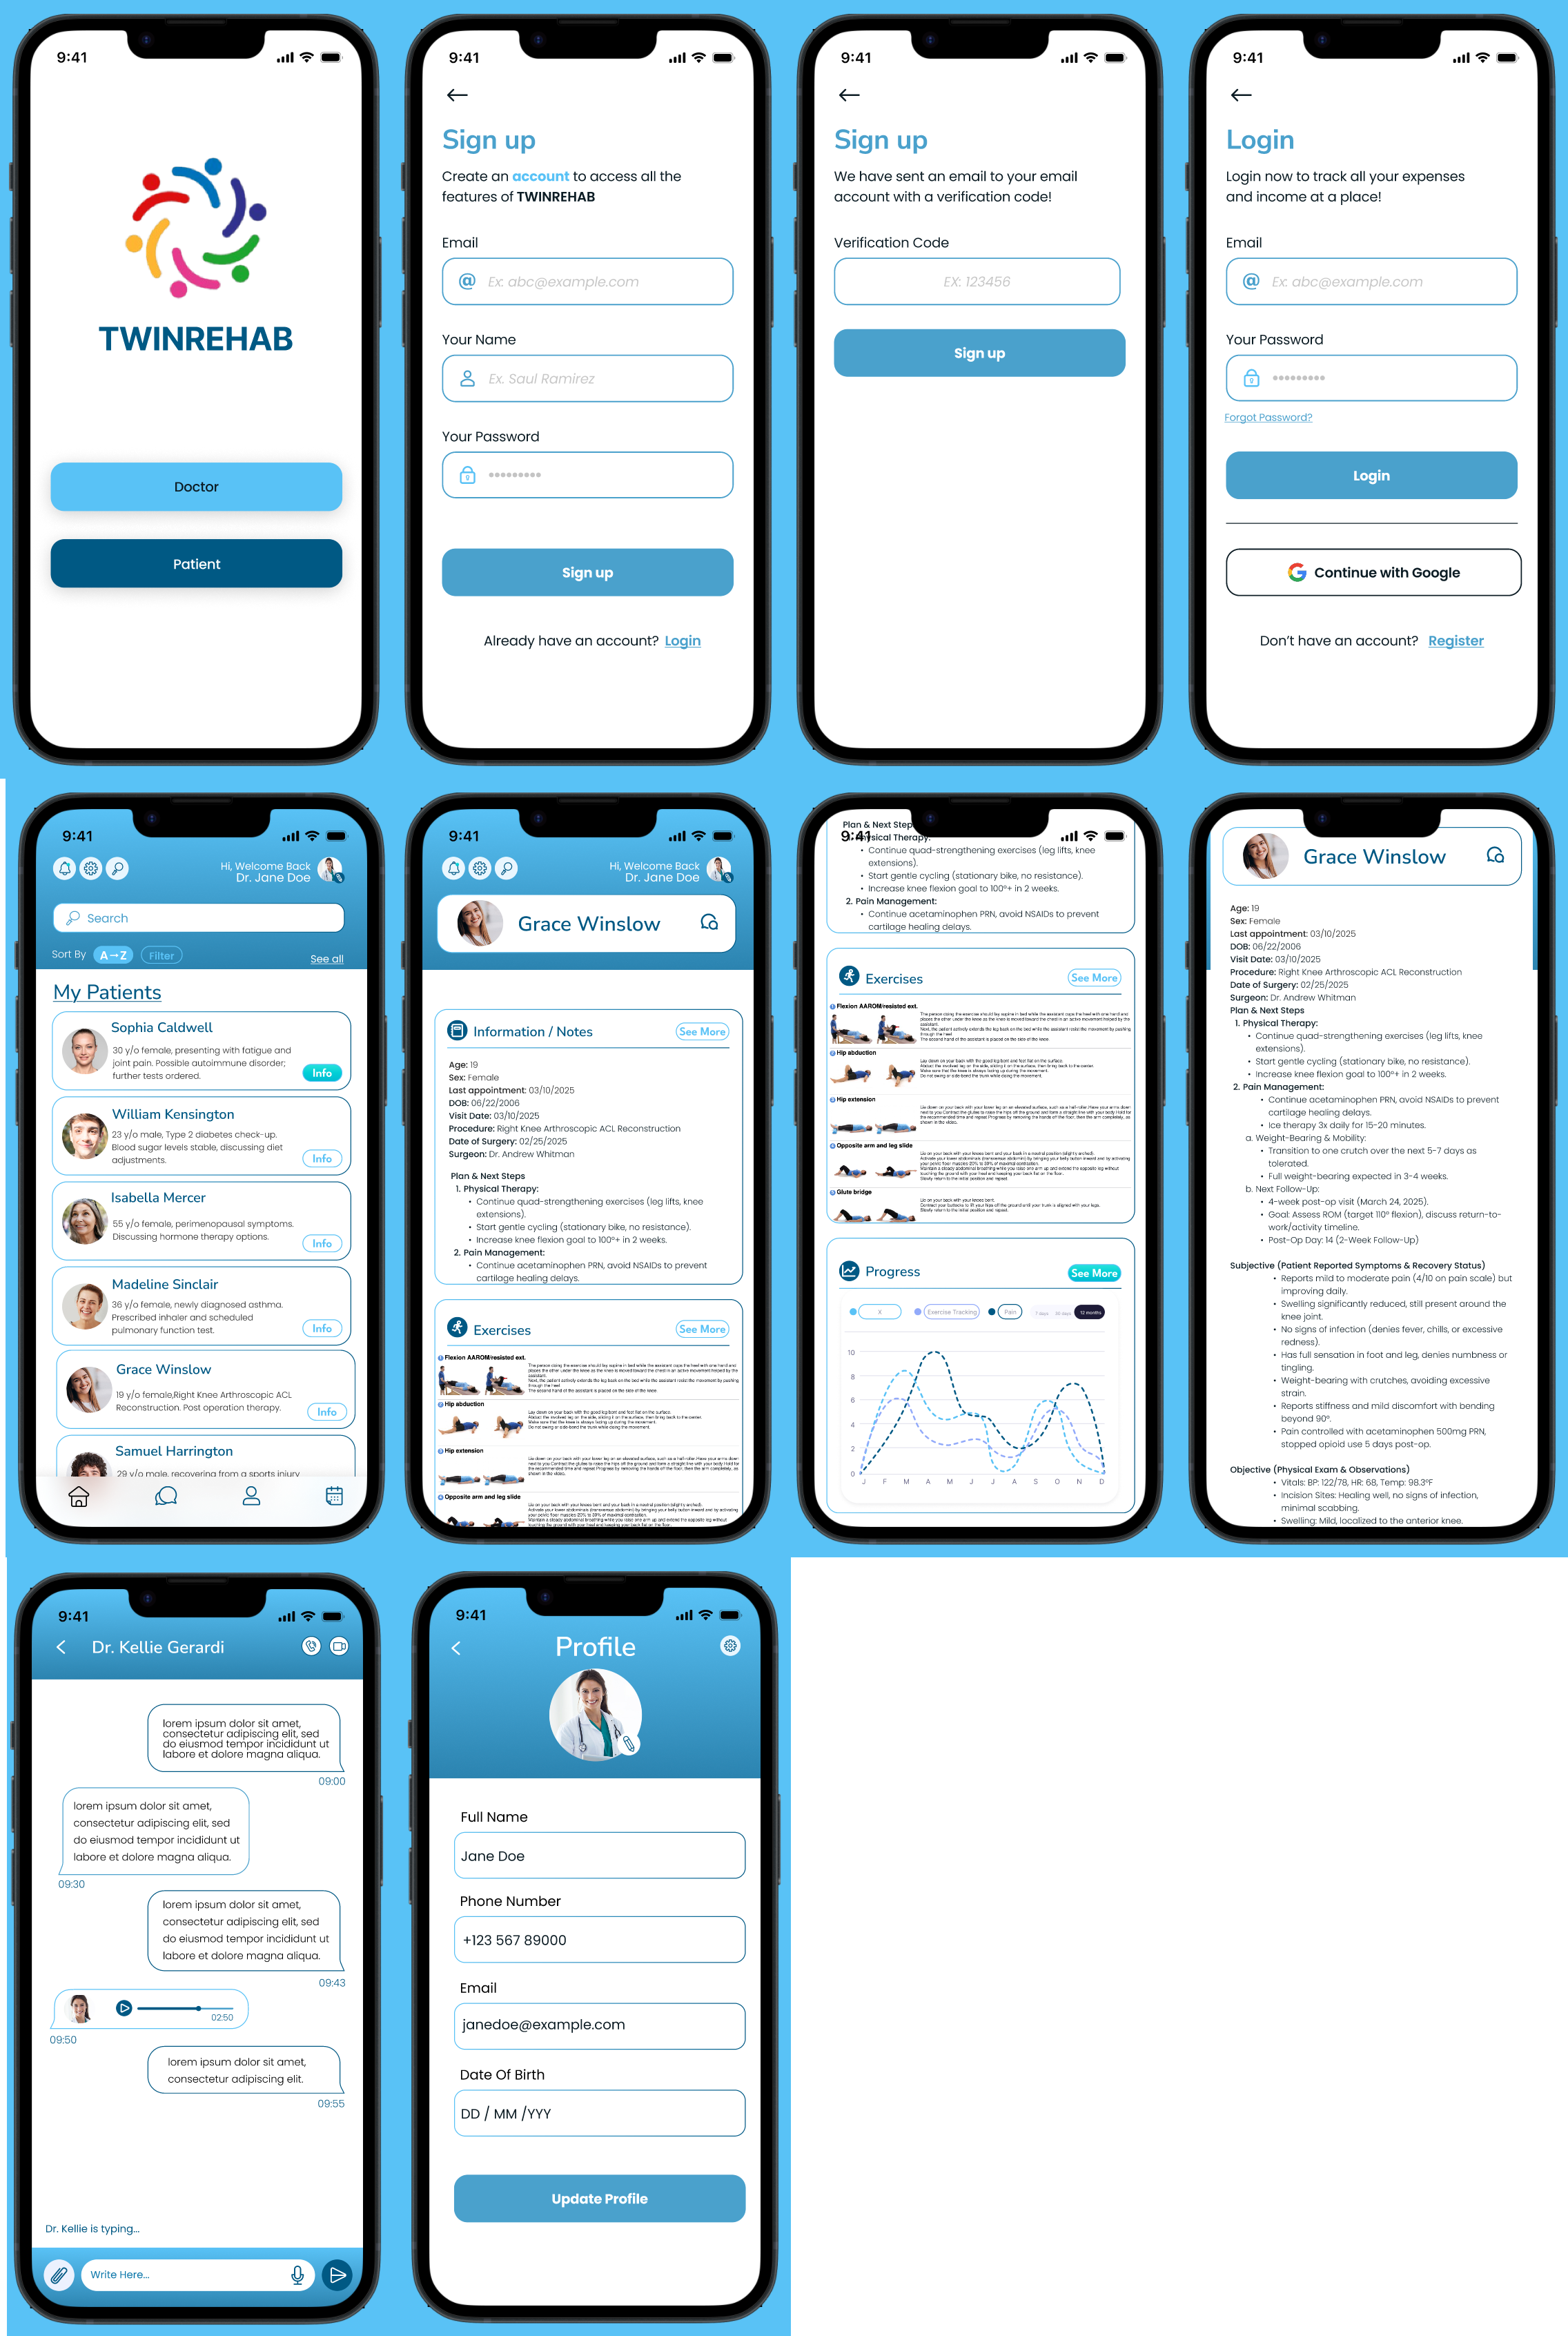 9:41
TWINREHAB
Doctor
Patient
9:41
Sign up
Create an account to access all the
features of TWINREHAB
Email
@ Ex: abc@example.com
Your Name
Ex. Saul Ramirez
Your Password
Sign up
Already have an account? Login
9:41
Sign up
We have sent an email to your email
account with a verification code!
Verification Code
EX: 123456
Sign up
9:41
Login
Login now to track all your expenses
and income at a place!
Email
@ Ex: abc@example.com
Your Password
Forgot Password?
Login
Continue with Google
Don't have an account? Register
9:41
Hi, Welcome Back
Dr. Jane Doe
Search
Sort By A→Z Filter
See all
My Patients
Sophia Caldwell
30 y/o female, presenting with fatigue and
joint pain. Possible autoimmune disorder;
further tests ordered.
Info
William Kensington
23 y/o male, Type 2 diabetes check-up.
Blood sugar levels stable, discussing diet
adjustments.
Info
Isabella Mercer
55 y/o female, perimenopausal symptoms.
Discussing hormone therapy options.
Info
Madeline Sinclair
36 y/o female, newly diagnosed asthma.
Prescribed inhaler and scheduled
pulmonary function test.
Info
Grace Winslow
19 y/o female,Right Knee Arthroscopic ACL
Reconstruction. Post operation therapy.
Info
Samuel Harrington
29 y/o male, recovering from a sports injury
9:41
Hi, Welcome Back
Dr. Jane Doe
Grace Winslow
Information / Notes
See More
Age: 19
Sex: Female
Last appointment: 03/10/2025
DOB: 06/22/2006
Visit Date: 03/10/2025
Procedure: Right Knee Arthroscopic ACL Reconstruction
Date of Surgery: 02/25/2025
Surgeon: Dr. Andrew Whitman
Plan & Next Steps
1. Physical Therapy:
• Continue quad-strengthening exercises (leg lifts, knee
extensions).
• Start gentle cycling (stationary bike, no resistance).
• Increase knee flexion goal to 100°+ in 2 weeks.
2. Pain Management:
• Continue acetaminophen PRN, avoid NSAIDs to prevent
cartilage healing delays.
Exercises
See More
Flexion AAROM/resisted ext.
Hip abduction
Hip extension
Opposite arm and leg slide
9:41
Plan & Next Steps
Physical Therapy:
• Continue quad-strengthening exercises (leg lifts, knee
extensions).
• Start gentle cycling (stationary bike, no resistance).
• Increase knee flexion goal to 100°+ in 2 weeks.
2. Pain Management:
• Continue acetaminophen PRN, avoid NSAIDs to prevent
cartilage healing delays.
Exercises
See More
Flexion AAROM/resisted ext.
Hip abduction
Hip extension
Opposite arm and leg slide
Glute bridge
Progress
See More
X Exercise Tracking Pain 7 days 30 days 12 months
10
8
6
4
2
0
J F M A M J J A S O N D
Grace Winslow
Age: 19
Sex: Female
Last appointment: 03/10/2025
DOB: 06/22/2006
Visit Date: 03/10/2025
Procedure: Right Knee Arthroscopic ACL Reconstruction
Date of Surgery: 02/25/2025
Surgeon: Dr. Andrew Whitman
Plan & Next Steps
1. Physical Therapy:
• Continue quad-strengthening exercises (leg lifts, knee
extensions).
• Start gentle cycling (stationary bike, no resistance).
• Increase knee flexion goal to 100°+ in 2 weeks.
2. Pain Management:
• Continue acetaminophen PRN, avoid NSAIDs to prevent
cartilage healing delays.
• Ice therapy 3x daily for 15-20 minutes.
a. Weight-Bearing & Mobility:
• Transition to one crutch over the next 5-7 days as
tolerated.
• Full weight-bearing expected in 3-4 weeks.
b. Next Follow-Up:
• 4-week post-op visit (March 24, 2025).
• Goal: Assess ROM (target 110° flexion), discuss return-to-
work/activity timeline.
• Post-Op Day: 14 (2-Week Follow-Up)
Subjective (Patient Reported Symptoms & Recovery Status)
• Reports mild to moderate pain (4/10 on pain scale) but
improving daily.
• Swelling significantly reduced, still present around the
knee joint.
• No signs of infection (denies fever, chills, or excessive
redness).
• Has full sensation in foot and leg, denies numbness or
tingling.
• Weight-bearing with crutches, avoiding excessive
strain.
• Reports stiffness and mild discomfort with bending
beyond 90°.
• Pain controlled with acetaminophen 500mg PRN,
stopped opioid use 5 days post-op.
Objective (Physical Exam & Observations)
• Vitals: BP: 122/78, HR: 68, Temp: 98.3°F
• Incision Sites: Healing well, no signs of infection,
minimal scabbing.
• Swelling: Mild, localized to the anterior knee.
9:41
Dr. Kellie Gerardi
lorem ipsum dolor sit amet,
consectetur adipiscing elit, sed
do eiusmod tempor incididunt ut
labore et dolore magna aliqua.
09:00
lorem ipsum dolor sit amet,
consectetur adipiscing elit, sed
do eiusmod tempor incididunt ut
labore et dolore magna aliqua.
09:30
lorem ipsum dolor sit amet,
consectetur adipiscing elit, sed
do eiusmod tempor incididunt ut
labore et dolore magna aliqua.
09:43
02:50
09:50
lorem ipsum dolor sit amet,
consectetur adipiscing elit.
09:55
Dr. Kellie is typing...
Write Here...
9:41
Profile
Full Name
Jane Doe
Phone Number
+123 567 89000
Email
janedoe@example.com
Date Of Birth
DD / MM /YYY
Update Profile